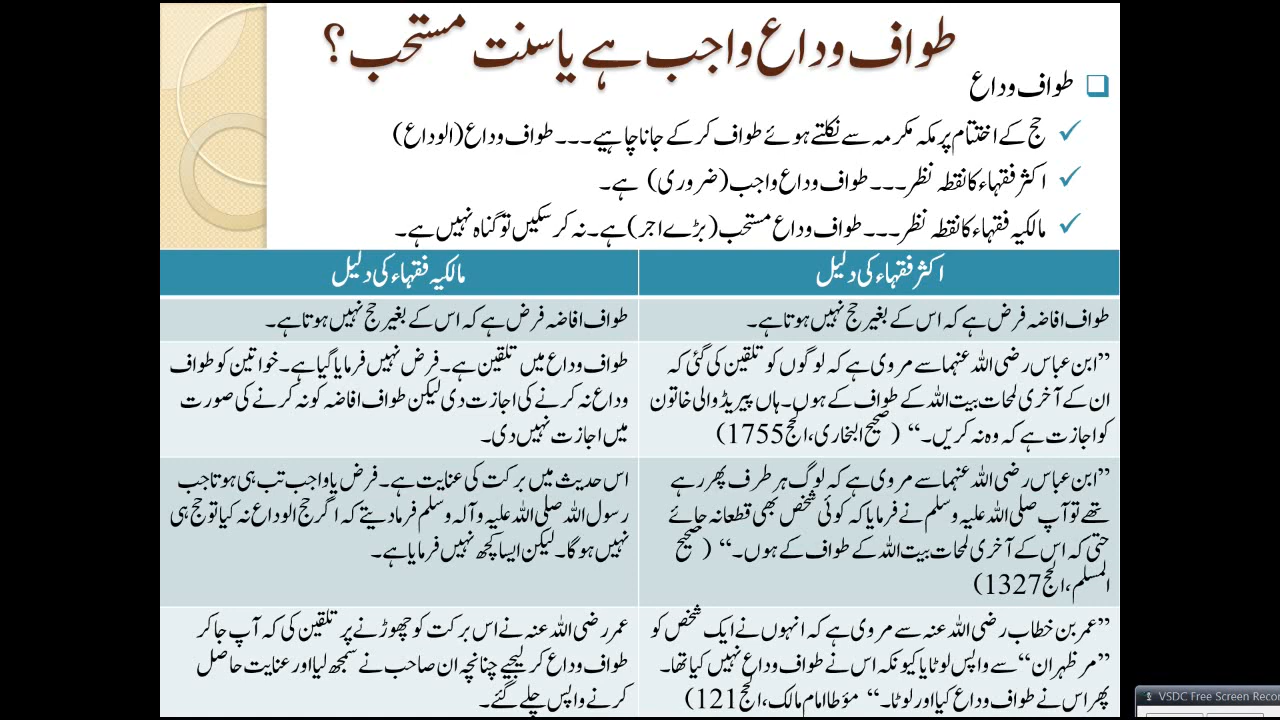 طواف وداع واجب ہے یا سنت مستحب؟
طواف وداع
حج کے اختتام پر مکہ مکرمہ سے نکلتے ہوئے طواف کر کے جانا چاہیے۔۔۔ طواف وداع (الوداع)
اکثر فقہاء کا نقطہ نظر۔۔۔ طواف وداع واجب (ضروری) ہے۔
مالکیہ فقہاء کا نقطہ نظر۔۔۔ طواف وداع مستحب (بڑے اجر) ہے۔ نہ کر سکیں تو گناہ نہیں ہے۔
اکثر فقہاء کی دلیل
مالکیہ فقہاء کی دلیل
طواف افاضہ فرض ہے کہ اس کے بغیر حج نہیں ہوتا ہے۔
طواف افاضہ فرض ہے کہ اس کے بغیر حج نہیں ہوتا ہے۔
”ابن عباس رضی اللہ عنہما سے مروی ہے کہ لوگوں کو تلقین کی گئی کہ
ان کے آخری لمحات بیت اللہ کے طواف کے ہوں۔ ہاں پیریڈ والی خاتون
کو اجازت ہے کہ وہ نہ کریں۔“ (صحیح البخاری، الحج 1755)
طواف وداع میں تلقین ہے۔ فرض نہیں فرمایا گیا ہے۔ خواتین کو طواف
وداع نہ کرنے کی اجازت دی لیکن طواف افاضہ کو نہ کرنے کی صورت
میں اجازت نہیں دی۔
”ابن عباس رضی اللہ عنہما سے مروی ہے کہ لوگ ہر طرف پھر رہے
تھے تو آپ صلی اللہ علیہ وسلم نے فرمایا کہ کوئی شخص بھی قطعانہ جائے
حتی کہ اس کے آخری لمحات بیت اللہ کے طواف کے ہوں۔“ (صحیح
المسلم، الحج 1327)
اس حدیث میں برکت کی عنایت ہے۔ فرض یا واجب تب ہی ہوتا جب
رسول اللہ صلی اللہ علیہ وآلہ وسلم فرما دیتے کہ اگر حج الوداع نہ کیا تو حج ہی
نہیں ہو گا۔ لیکن ایسا کچھ نہیں فرمایا ہے۔
”عمر بن خطاب رضی اللہ عنہ سے مروی ہے کہ انہوں نے ایک شخص کو
”مر ظہران“ سے واپس لوٹایا کیونکہ اس نے طواف وداع نہیں کیا تھا۔
پھر اس نے طواف وداع کیا اور لوٹا۔“ مؤطا امام مالک، الحج 121)
عمر رضی اللہ عنہ نے اس برکت کو چھوڑنے پر تلقین کی کہ آپ جا کر
طواف وداع کر لیجیے چنانچہ ان صاحب نے سمجھ لیا اور عنایت حاصل
کرنے واپس چلے گئے۔
VSDC Free Screen Reco